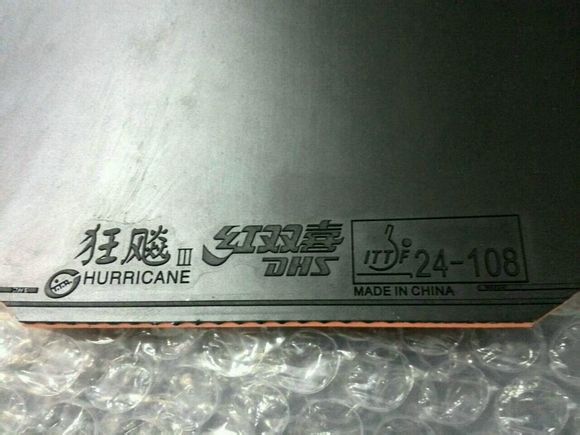 狂飚 III 红双喜
HURRICANE DHS ITTF 24-108
MADE IN CHINA